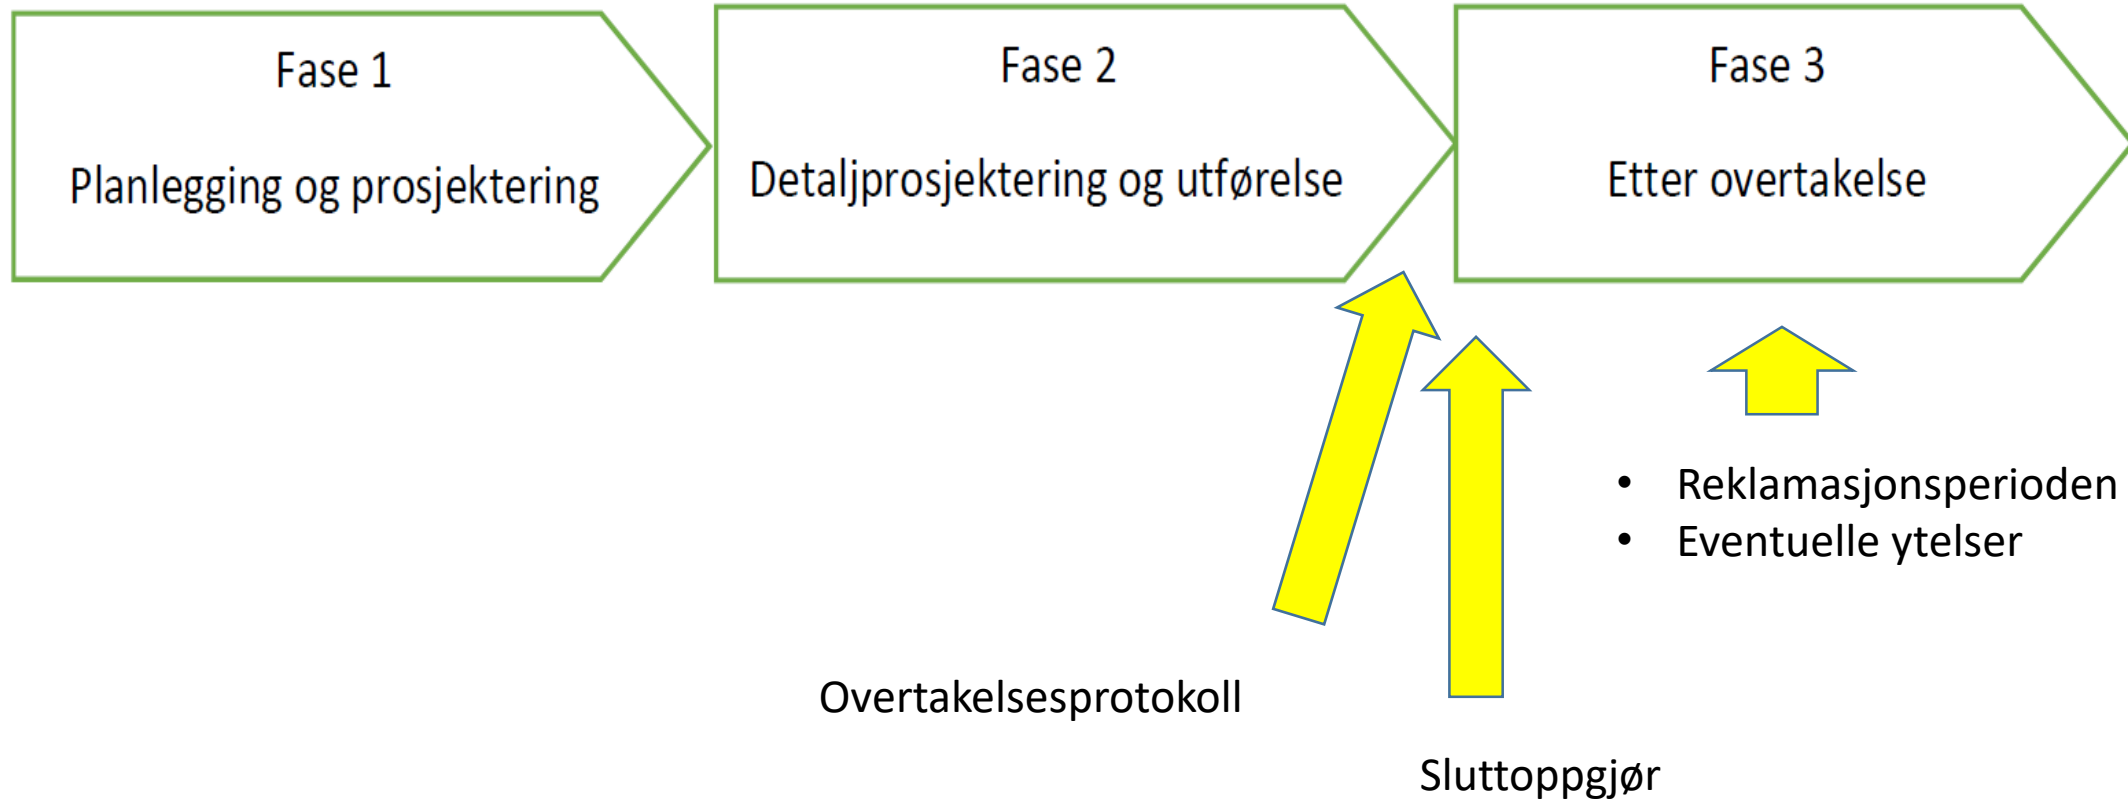 Fase 1
Planlegging og prosjektering
Fase 2
Detaljprosjektering og utførelse
Fase 3
Etter overtakelse
• Reklamasjonsperioden
• Eventuelle ytelser
Overtakelsesprotokoll
Sluttoppgjør